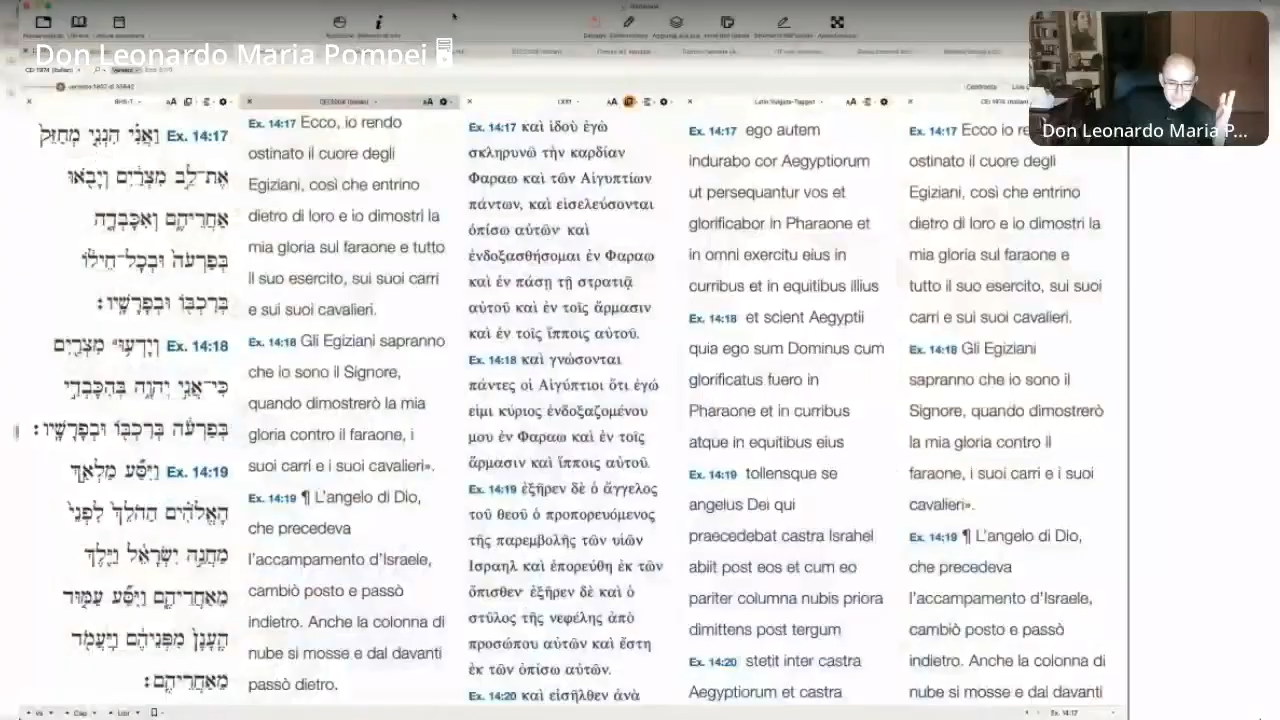 Don Leonardo Maria Pompei
Don Leonardo Maria P...
Ex. 14:17 וַאֲנִ֗י הִנְנִ֤י מְחַזֵּק֙
אֶת־לֵ֣ב מִצְרַ֔יִם וְיָבֹ֖אוּ
אַחֲרֵיהֶ֑ם וְאִכָּבְדָ֤ה
בְּפַרְעֹה֙ וּבְכָל־חֵיל֔וֹ
בְּרִכְבּ֖וֹ וּבְפָרָשָֽׁיו׃
Ex. 14:18 וְיָדְע֥וּ מִצְרַ֖יִם
כִּי־אֲנִ֣י יְהוָ֑ה בְּהִכָּבְדִ֣י
בְּפַרְעֹ֔ה בְּרִכְבּ֖וֹ וּבְפָרָשָֽׁיו׃
Ex. 14:19 וַיִּסַּ֞ע מַלְאַ֣ךְ
הָאֱלֹהִ֗ים הַהֹלֵךְ֙ לִפְנֵי֙
מַחֲנֵ֣ה יִשְׂרָאֵ֔ל וַיֵּ֖לֶךְ
מֵאַחֲרֵיהֶ֑ם וַיִּסַּ֞ע עַמּ֤וּד
הֶֽעָנָן֙ מִפְּנֵיהֶ֔ם וַֽיַּעֲמֹ֖ד
מֵאַחֲרֵיהֶֽם׃
Ex. 14:17 Ecco, io rendo
ostinato il cuore degli
Egiziani, così che entrino
dietro di loro e io dimostri la
mia gloria sul faraone e tutto
il suo esercito, sui suoi carri
e sui suoi cavalieri.
Ex. 14:18 Gli Egiziani sapranno
che io sono il Signore,
quando dimostrerò la mia
gloria contro il faraone, i
suoi carri e i suoi cavalieri».
Ex. 14:19 ¶ L'angelo di Dio,
che precedeva
l'accampamento d'Israele,
cambiò posto e passò
indietro. Anche la colonna di
nube si mosse e dal davanti
passò dietro.
Ex. 14:17 καὶ ἰδοὺ ἐγὼ
σκληρυνῶ τὴν καρδίαν
Φαραω καὶ τῶν Αἰγυπτίων
πάντων, καὶ εἰσελεύσονται
ὀπίσω αὐτῶν· καὶ
ἐνδοξασθήσομαι ἐν Φαραω
καὶ ἐν πάσῃ τῇ στρατιᾷ
αὐτοῦ καὶ ἐν τοῖς ἅρμασιν
καὶ ἐν τοῖς ἵπποις αὐτοῦ.
Ex. 14:18 καὶ γνώσονται
πάντες οἱ Αἰγύπτιοι ὅτι ἐγώ
εἰμι κύριος ἐνδοξαζομένου
μου ἐν Φαραω καὶ ἐν τοῖς
ἅρμασιν καὶ ἵπποις αὐτοῦ.
Ex. 14:19 ἐξῆρεν δὲ ὁ ἄγγελος
τοῦ θεοῦ ὁ προπορευόμενος
τῆς παρεμβολῆς τῶν υἱῶν
Ισραηλ καὶ ἐπορεύθη ἐκ τῶν
ὄπισθεν· ἐξῆρεν δὲ καὶ ὁ
στῦλος τῆς νεφέλης ἀπὸ
προσώπου αὐτῶν καὶ ἔστη
ἐκ τῶν ὀπίσω αὐτῶν.
Ex. 14:20 καὶ εἰσῆλθεν ἀνὰ
Ex. 14:17 ego autem
indurabo cor Aegyptiorum
ut persequantur vos et
glorificabor in Pharaone et
in omni exercitu eius in
curribus et in equitibus illius
Ex. 14:18 et scient Aegyptii
quia ego sum Dominus cum
glorificatus fuero in
Pharaone et in curribus
atque in equitibus eius
Ex. 14:19 tollensque se
angelus Dei qui
praecedebat castra Israhel
abiit post eos et cum eo
pariter columna nubis priora
dimittens post tergum
Ex. 14:20 stetit inter castra
Aegyptiorum et castra
Ex. 14:17 Ecco io re
ostinato il cuore degli
Egiziani, così che entrino
dietro di loro e io dimostri la
mia gloria sul faraone e
tutto il suo esercito, sui suoi
carri e sui suoi cavalieri.
Ex. 14:18 Gli Egiziani
sapranno che io sono il
Signore, quando dimostrerò
la mia gloria contro il
faraone, i suoi carri e i suoi
cavalieri».
Ex. 14:19 ¶ L'angelo di Dio,
che precedeva
l'accampamento d'Israele,
cambiò posto e passò
indietro. Anche la colonna di
nube si mosse e dal davanti
Ex. 14:17